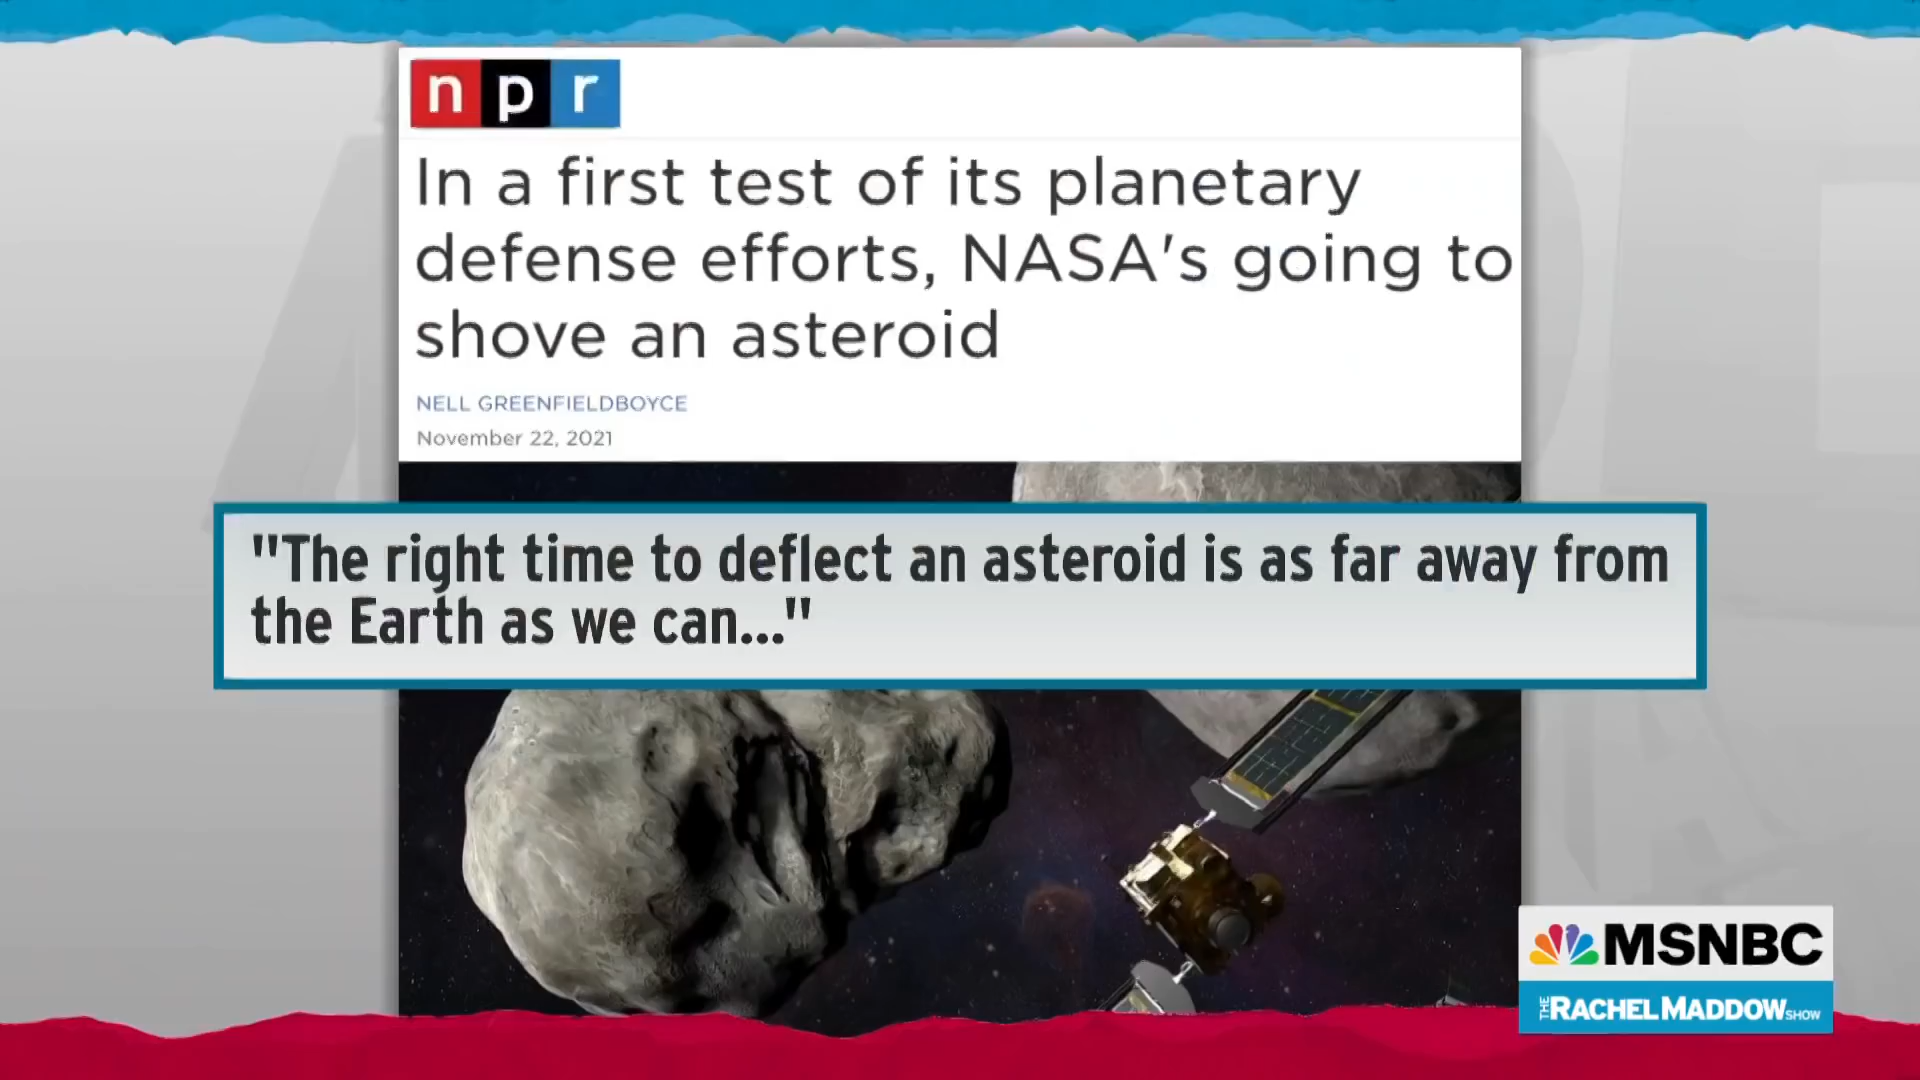 npr
In a first test of its planetary
defense efforts, NASA's going to
shove an asteroid
NELL GREENFIELDBOYCE
November 22, 2021
"The right time to deflect an asteroid is as far away from
the Earth as we can..."
MSNBC
THE RACHEL MADDOW SHOW